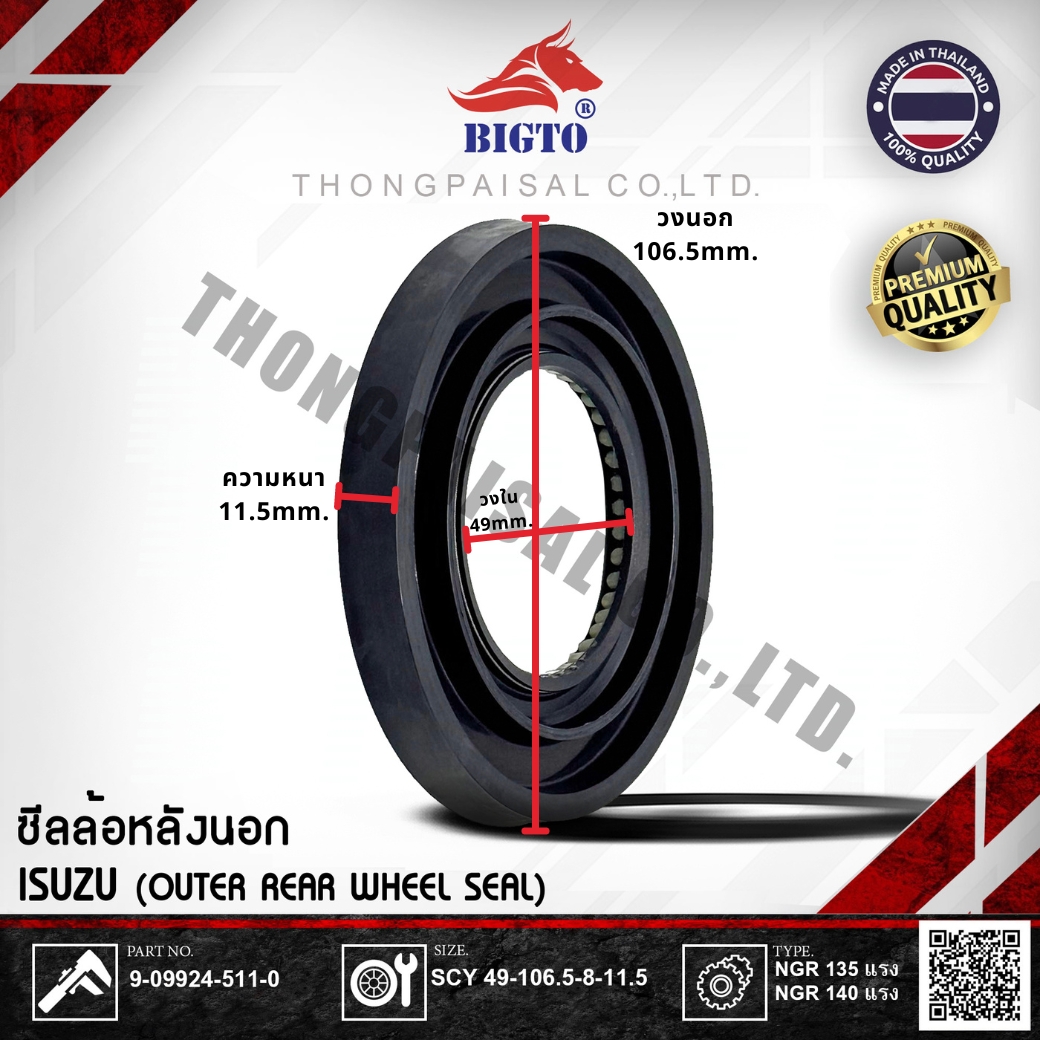 BIGTO ®
THONGPAISAL CO.,LTD.
MADE IN THAILAND
100% QUALITY
PREMIUM QUALITY
PREMIUM QUALITY
PREMIUM
QUALITY
วงนอก
106.5mm.
ความหนา
11.5mm.
วงใน
49mm.
THONGPAISAL CO.,LTD.
ซีลล้อหลังนอก
ISUZU (OUTER REAR WHEEL SEAL)
PART NO.
9-09924-511-0
SIZE.
SCY 49-106.5-8-11.5
TYPE.
NGR 135 แรง
NGR 140 แรง